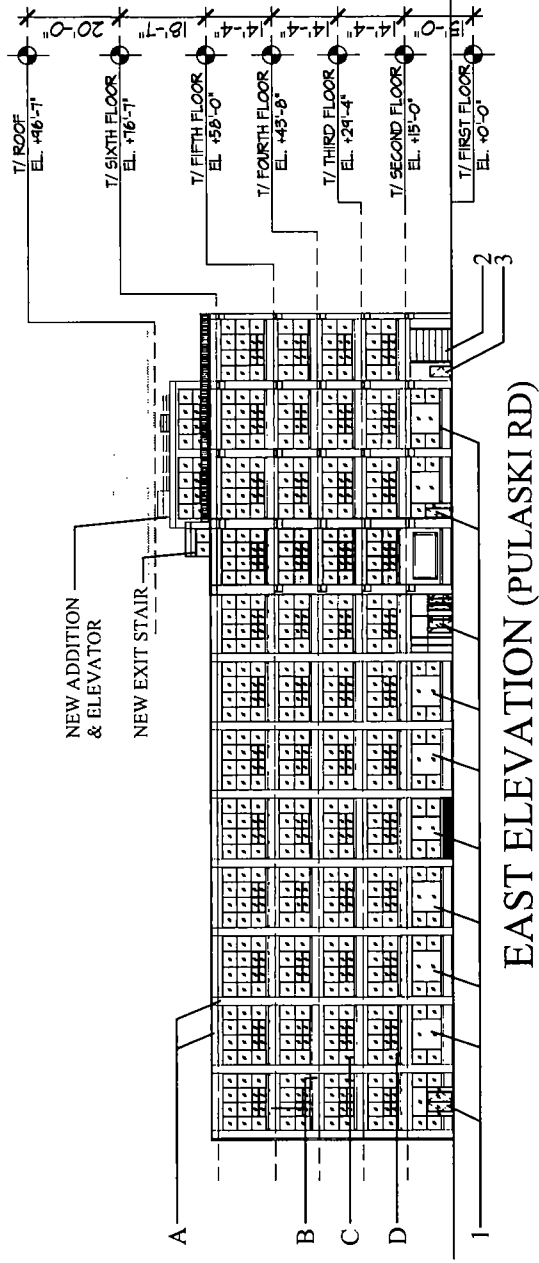 T/ ROOF
EL. +96'-7"
20'-0"
T/ SIXTH FLOOR
EL. +76'-7"
18'-7"
T/ FIFTH FLOOR
EL. +58'-0"
14'-4"
T/ FOURTH FLOOR
EL. +43'-8"
14'-4"
T/ THIRD FLOOR
EL. +29'-4"
14'-4"
T/ SECOND FLOOR
EL. +15'-0"
15'-0"
T/ FIRST FLOOR
EL. +0'-0"
NEW ADDITION
& ELEVATOR
NEW EXIT STAIR
A
B
C
D
1
2
3
EAST ELEVATION (PULASKI RD)